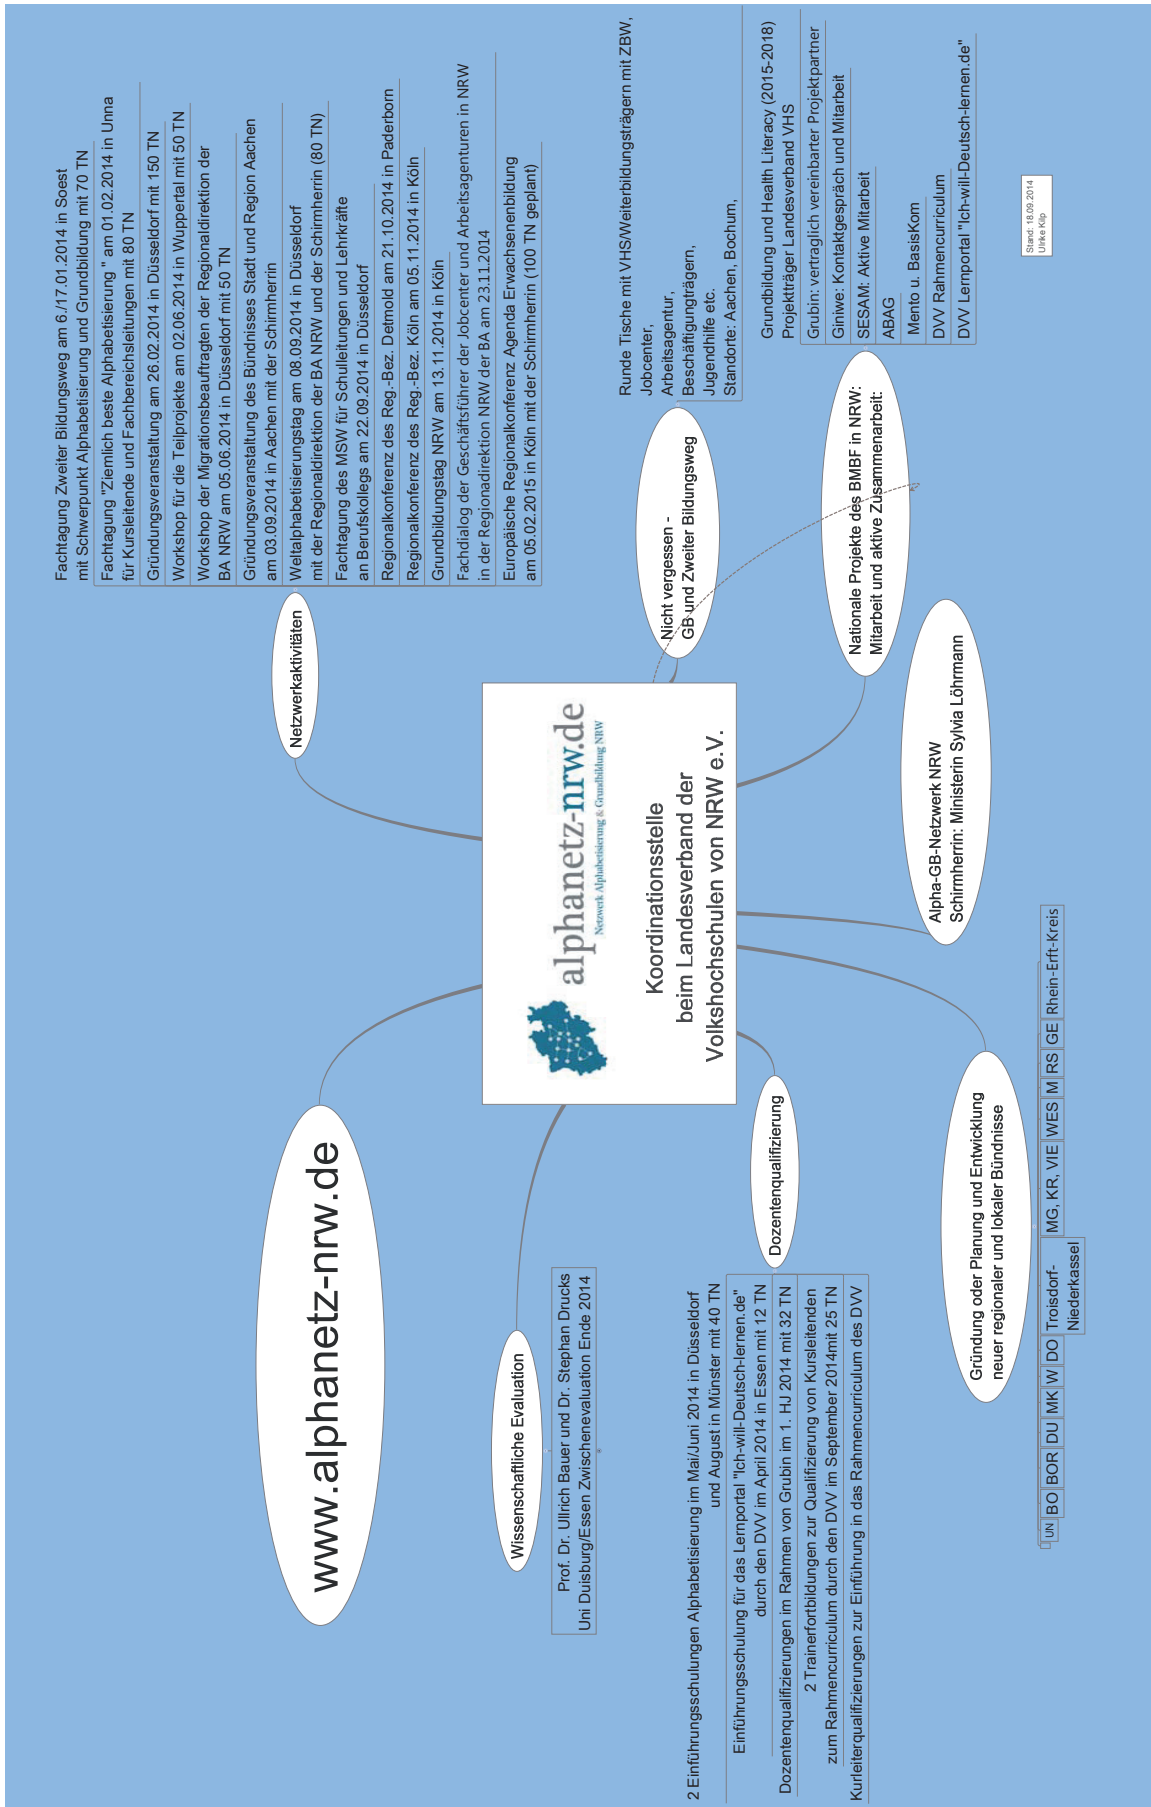 www.alphanetz-nrw.de
Wissenschaftliche Evaluation
Prof. Dr. Ullrich Bauer und Dr. Stephan Drucks
Uni Duisburg/Essen Zwischenevaluation Ende 2014
Dozentenqualifizierung
2 Einführungsschulungen Alphabetisierung im Mai/Juni 2014 in Düsseldorf
und August in Münster mit 40 TN
Einführungsschulung für das Lernportal "Ich-will-Deutsch-lernen.de"
durch den DVV im April 2014 in Essen mit 12 TN
Dozentenqualifizierungen im Rahmen von Grubin im 1. HJ 2014 mit 32 TN
2 Trainerfortbildungen zur Qualifizierung von Kursleitenden
zum Rahmencurriculum durch den DVV im September 2014mit 25 TN
Kurleiterqualifizierungen zur Einführung in das Rahmencurriculum des DVV
Gründung oder Planung und Entwicklung
neuer regionaler und lokaler Bündnisse
UN
BO
BOR
DU
MK
W
DO
Troisdorf-
Niederkassel
MG, KR, VIE
WES
M
RS
GE
Rhein-Erft-Kreis
alphanetz-nrw.de
Netzwerk Alphabetisierung & Grundbildung NRW
Koordinationsstelle
beim Landesverband der
Volkshochschulen von NRW e.V.
Netzwerkaktivitäten
Fachtagung Zweiter Bildungsweg am 6./17.01.2014 in Soest
mit Schwerpunkt Alphabetisierung und Grundbildung mit 70 TN
Fachtagung "Ziemlich beste Alphabetisierung " am 01.02.2014 in Unna
für Kursleitende und Fachbereichsleitungen mit 80 TN
Gründungsveranstaltung am 26.02.2014 in Düsseldorf mit 150 TN
Workshop für die Teilprojekte am 02.06.2014 in Wuppertal mit 50 TN
Workshop der Migrationsbeauftragten der Regionaldirektion der
BA NRW am 05.06.2014 in Düsseldorf mit 50 TN
Gründungsveranstaltung des Bündnisses Stadt und Region Aachen
am 03.09.2014 in Aachen mit der Schirmherrin
Weltalphabetisierungstag am 08.09.2014 in Düsseldorf
mit der Regionaldirektion der BA NRW und der Schirmherrin (80 TN)
Fachtagung des MSW für Schulleitungen und Lehrkräfte
an Berufskollegs am 22.09.2014 in Düsseldorf
Regionalkonferenz des Reg.-Bez. Detmold am 21.10.2014 in Paderborn
Regionalkonferenz des Reg.-Bez. Köln am 05.11.2014 in Köln
Grundbildungstag NRW am 13.11.2014 in Köln
Fachdialog der Geschäftsführer der Jobcenter und Arbeitsagenturen in NRW
in der Regionadirektion NRW der BA am 23.11.2014
Europäische Regionalkonferenz Agenda Erwachsenenbildung
am 05.02.2015 in Köln mit der Schirmherrin (100 TN geplant)
Nicht vergessen -
GB und Zweiter Bildungsweg
Runde Tische mit VHS/Weiterbildungsträgern mit ZBW,
Jobcenter,
Arbeitsagentur,
Beschäftigungträgern,
Jugendhilfe etc.
Standorte: Aachen, Bochum,
Nationale Projekte des BMBF in NRW:
Mitarbeit und aktive Zusammenarbeit:
Grundbildung und Health Literacy (2015-2018)
Projektträger Landesverband VHS
Grubin: vertraglich vereinbarter Projektpartner
Giniwe: Kontaktgespräch und Mitarbeit
SESAM: Aktive Mitarbeit
ABAG
Mento u. BasisKom
DVV Rahmencurriculum
DVV Lernportal "Ich-will-Deutsch-lernen.de"
Alpha-GB-Netzwerk NRW
Schirmherrin: Ministerin Sylvia Löhrmann
Stand: 18.09.2014
Ulrike Kilp